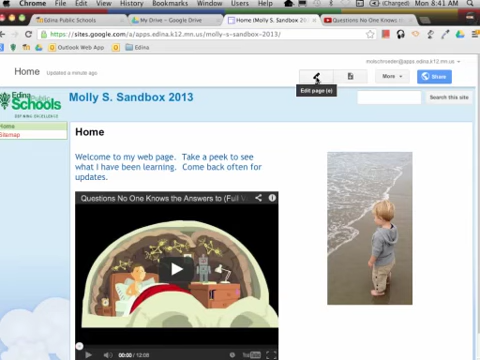 Chrome File Edit View History Bookmarks Window Help (Charged) Mon 8:41 AM
Edina Public Schools
My Drive – Google Drive
Home (Molly S. Sandbox 20
Questions No One Knows the
https://sites.google.com/a/apps.edina.k12.mn.us/molly-s-sandbox-2013/
Outlook Web App Edina
Home Updated a minute ago
More
Share
Edit page (e)
Edina Public
Schools
Molly S. Sandbox 2013
Search this site
Home
Sitemap
Home
Welcome to my web page. Take a peek to see
what I have been learning. Come back often for
updates.
Questions No One Knows the Answers to (Full V
00:00 / 12:08